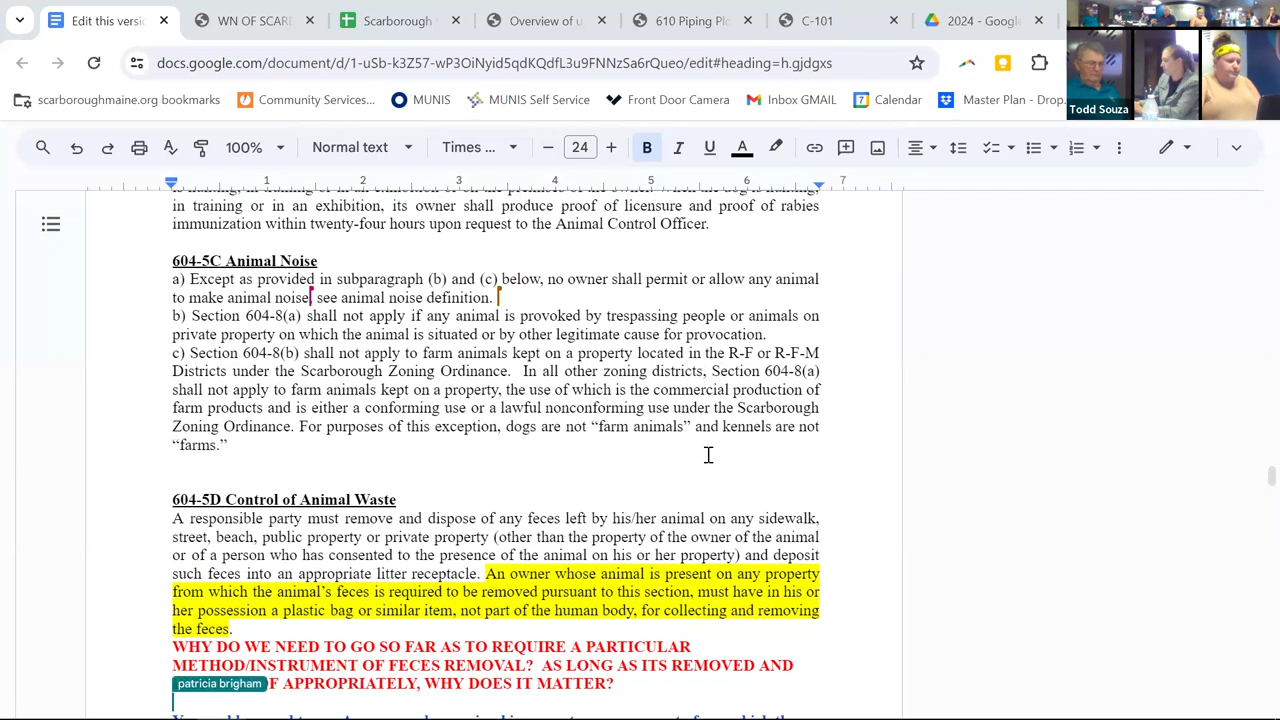 Edit this versio
WN OF SCAR
Scarborough
Overview of u
610 Piping Plo
C-101
2024 - Google
docs.google.com/document/d/1-uSb-k3Z57-wP3OiNyid5qdKQdfL3u9FNNzSa6rQueo/edit#heading=h.gjdgxs
scarboroughmaine.org bookmarks
Community Services...
MUNIS
MUNIS Self Service
Front Door Camera
Inbox GMAIL
Calendar
Master Plan - Drop...
Todd Souza
100%
Normal text
Times ...
24
B I U A
1 2 3 4 5 6 7
in training or in an exhibition, its owner shall produce proof of licensure and proof of rabies
immunization within twenty-four hours upon request to the Animal Control Officer.
604-5C Animal Noise
a) Except as provided in subparagraph (b) and (c) below, no owner shall permit or allow any animal
to make animal noise, see animal noise definition.
b) Section 604-8(a) shall not apply if any animal is provoked by trespassing people or animals on
private property on which the animal is situated or by other legitimate cause for provocation.
c) Section 604-8(b) shall not apply to farm animals kept on a property located in the R-F or R-F-M
Districts under the Scarborough Zoning Ordinance. In all other zoning districts, Section 604-8(a)
shall not apply to farm animals kept on a property, the use of which is the commercial production of
farm products and is either a conforming use or a lawful nonconforming use under the Scarborough
Zoning Ordinance. For purposes of this exception, dogs are not “farm animals” and kennels are not
“farms.”
604-5D Control of Animal Waste
A responsible party must remove and dispose of any feces left by his/her animal on any sidewalk,
street, beach, public property or private property (other than the property of the owner of the animal
or of a person who has consented to the presence of the animal on his or her property) and deposit
such feces into an appropriate litter receptacle. An owner whose animal is present on any property
from which the animal’s feces is required to be removed pursuant to this section, must have in his or
her possession a plastic bag or similar item, not part of the human body, for collecting and removing
the feces.
WHY DO WE NEED TO GO SO FAR AS TO REQUIRE A PARTICULAR
METHOD/INSTRUMENT OF FECES REMOVAL? AS LONG AS ITS REMOVED AND
patricia brigham F APPROPRIATELY, WHY DOES IT MATTER?